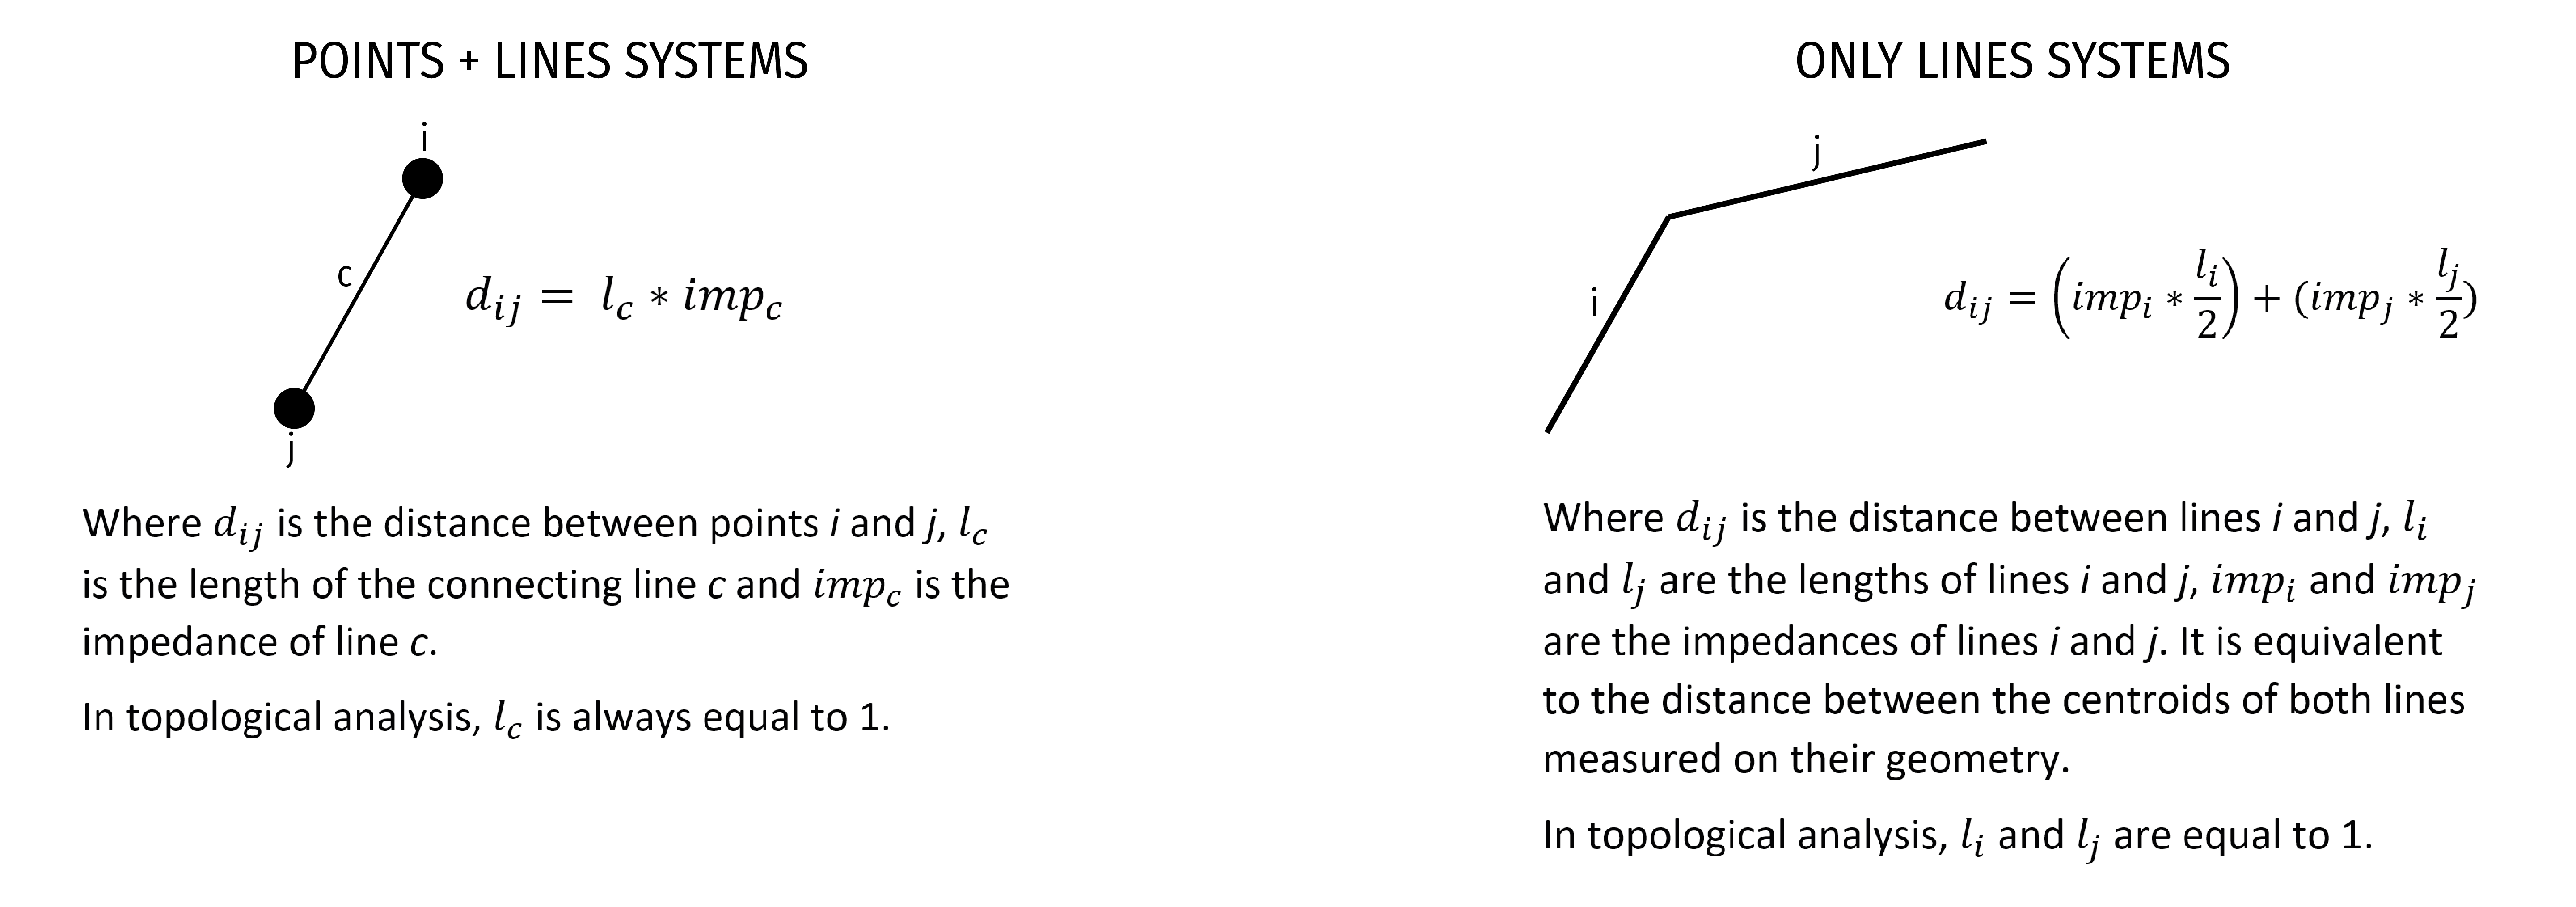 POINTS + LINES SYSTEMS
i
c
d_{ij} = l_c * imp_c
j
Where d_{ij} is the distance between points i and j, l_c
is the length of the connecting line c and imp_c is the
impedance of line c.
In topological analysis, l_c is always equal to 1.
ONLY LINES SYSTEMS
j
i
d_{ij} = (imp_i * \frac{l_i}{2}) + (imp_j * \frac{l_j}{2})
Where d_{ij} is the distance between lines i and j, l_i
and l_j are the lengths of lines i and j, imp_i and imp_j
are the impedances of lines i and j. It is equivalent
to the distance between the centroids of both lines
measured on their geometry.
In topological analysis, l_i and l_j are equal to 1.